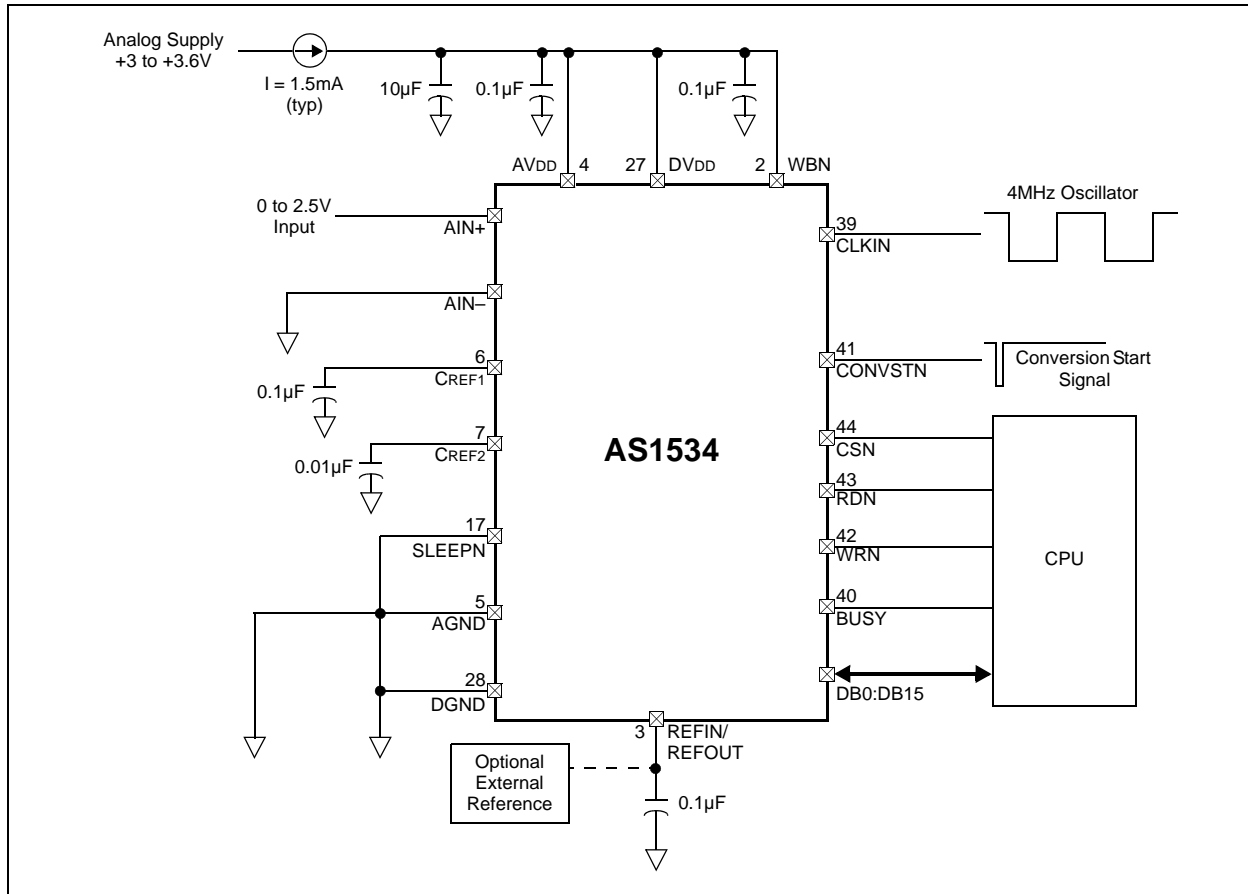 Analog Supply
+3 to +3.6V
I = 1.5mA
(typ)
10µF
0.1µF
0.1µF
AVDD
4
27
DVDD
2
WBN
0 to 2.5V
Input
AIN+
AIN–
6
CREF1
0.1µF
7
CREF2
0.01µF
17
SLEEPN
5
AGND
28
DGND
AS1534
4MHz Oscillator
39
CLKIN
41
CONVSTN
Conversion Start
Signal
44
CSN
43
RDN
42
WRN
40
BUSY
DB0:DB15
CPU
3
REFIN/
REFOUT
Optional
External
Reference
0.1µF